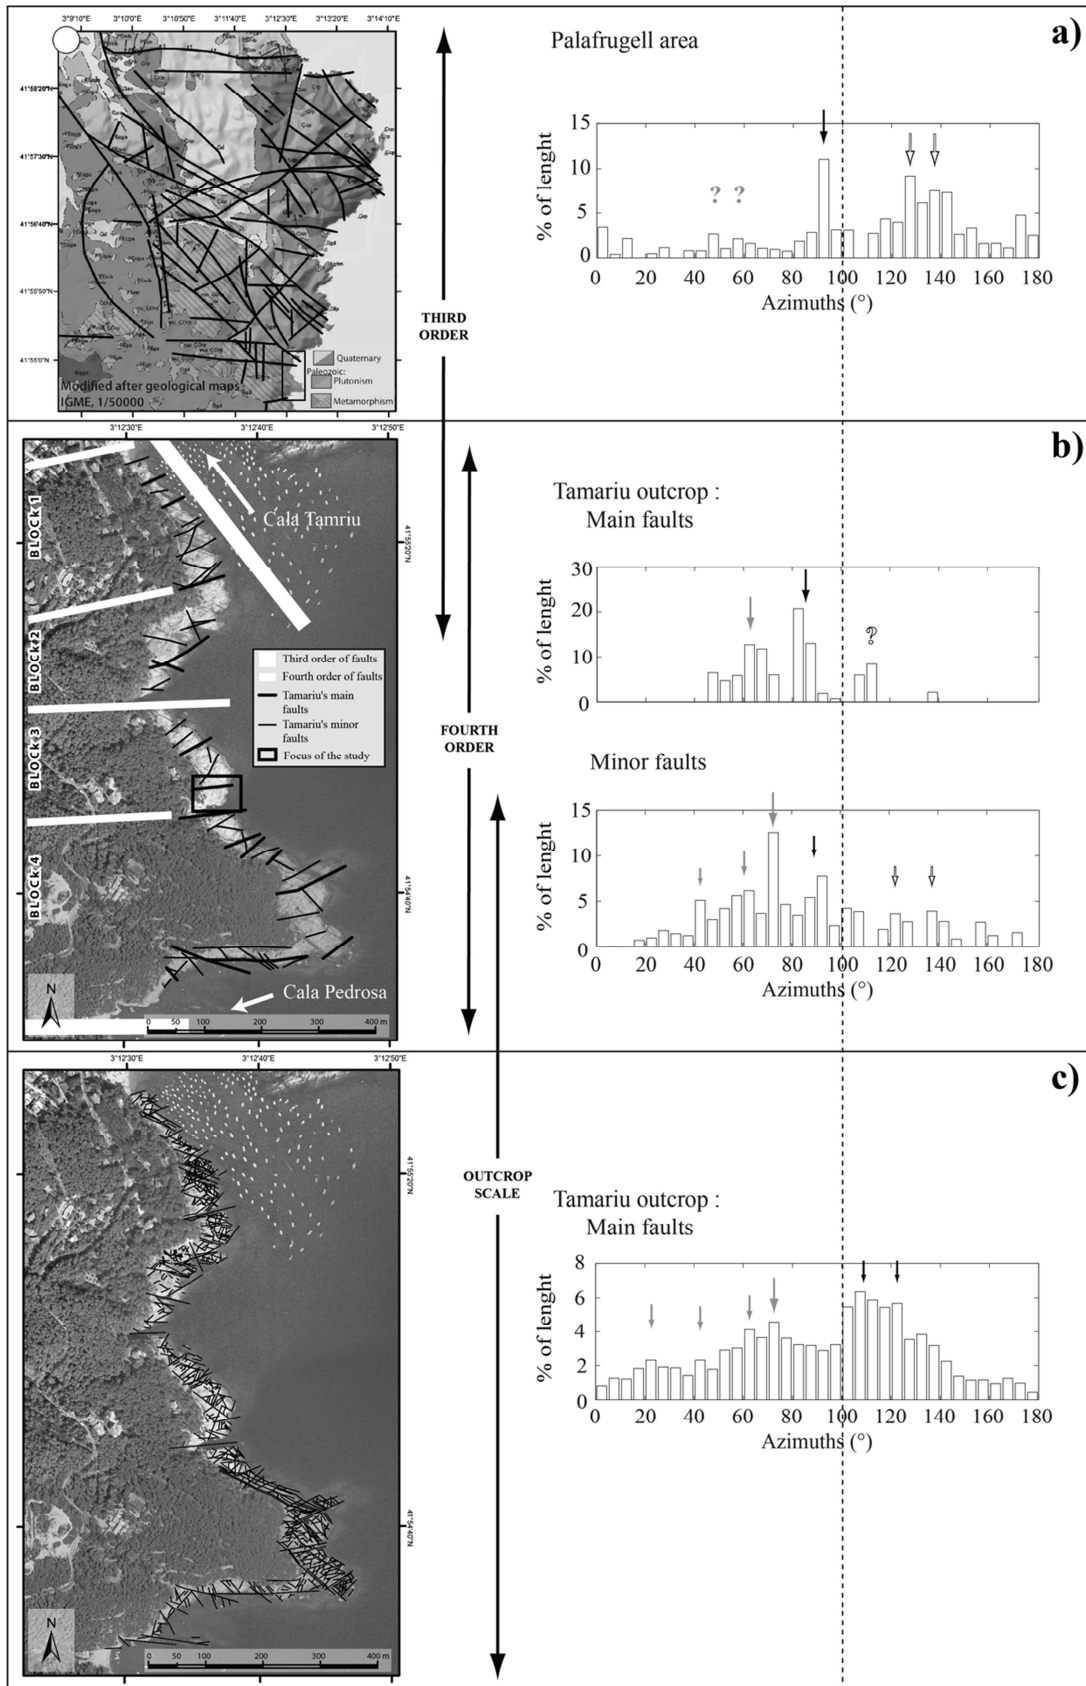 a)
3°9'10"E 3°10'0"E 3°10'50"E 3°11'40"E 3°12'30"E 3°13'20"E 3°14'10"E
41°58'20"N
41°57'30"N
41°56'40"N
41°55'50"N
41°55'0"N
Quaternary
Paleozoic:
Plutonism
Metamorphism
Modified after geological maps
IGME, 1/50000
THIRD
ORDER
Palafrugell area
% of lenght
15
10
5
0
? ?
0 20 40 60 80 100 120 140 160 180
Azimuths (°)
b)
3°12'30"E 3°12'40"E 3°12'50"E
41°55'20"N
41°54'40"N
BLOCK 1
BLOCK 2
BLOCK 3
BLOCK 4
Cala Tamriu
Third order of faults
Fourth order of faults
Tamariu's main
faults
Tamariu's minor
faults
Focus of the study
Cala Pedrosa
N
0 50 100 200 300 400 m
FOURTH
ORDER
Tamariu outcrop :
Main faults
% of lenght
30
20
10
0
?
Minor faults
% of lenght
15
10
5
0
0 20 40 60 80 100 120 140 160 180
Azimuths (°)
c)
3°12'30"E 3°12'40"E 3°12'50"E
41°55'20"N
41°54'40"N
N
0 50 100 200 300 400 m
OUTCROP
SCALE
Tamariu outcrop :
Main faults
% of lenght
8
6
4
2
0
0 20 40 60 80 100 120 140 160 180
Azimuths (°)